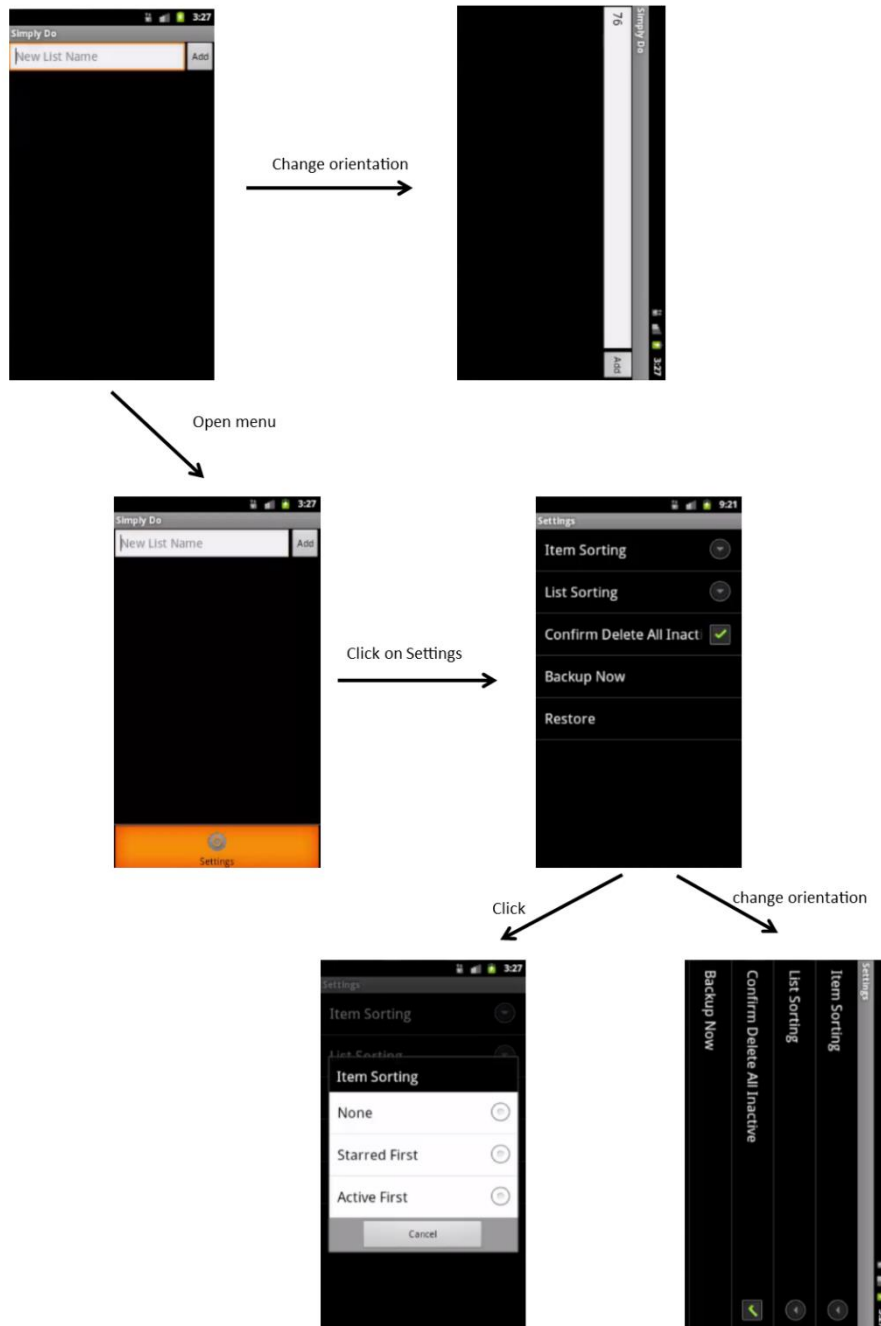 3:27
Simply Do
New List Name
Add
Change orientation
Simply Do
76
Add
3:27
Open menu
3:27
Simply Do
New List Name
Add
Settings
Click on Settings
9:21
Settings
Item Sorting
List Sorting
Confirm Delete All Inact
Backup Now
Restore
Click
change orientation
3:27
Settings
Item Sorting
List Sorting
Item Sorting
None
Starred First
Active First
Cancel
Settings
Item Sorting
List Sorting
Confirm Delete All Inactive
Backup Now